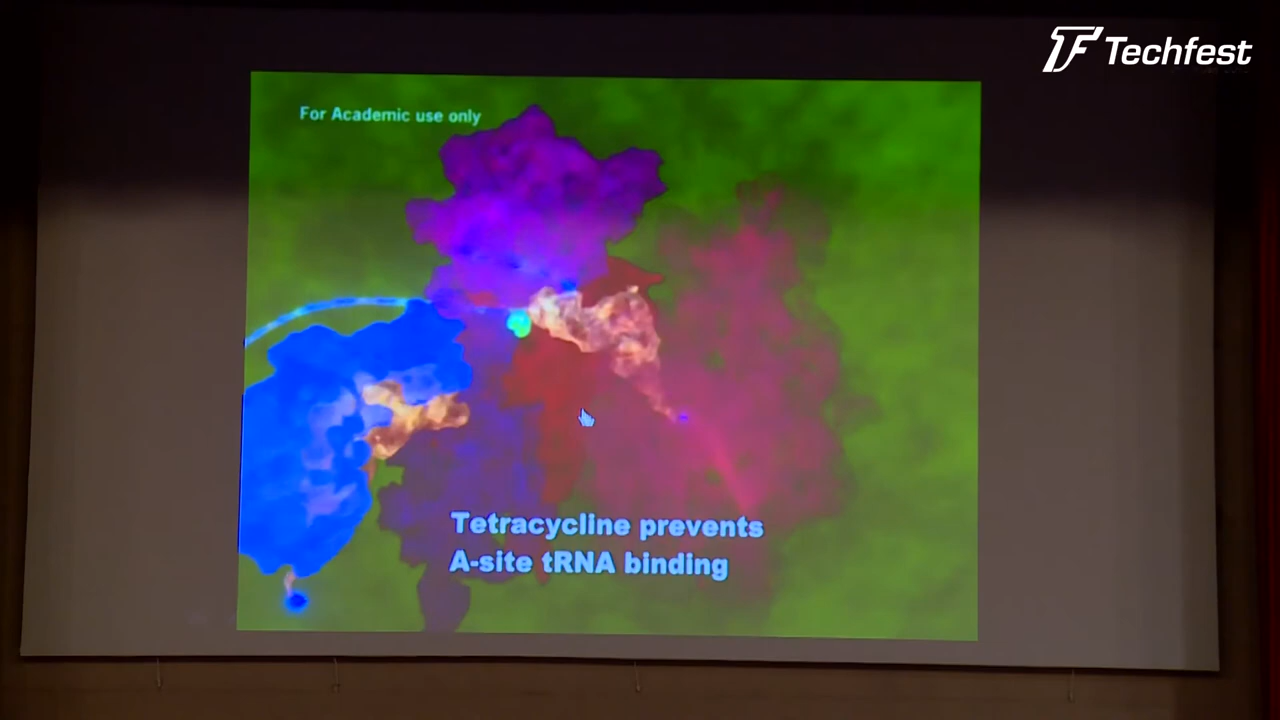 Techfest
For Academic use only
Tetracycline prevents
A-site tRNA binding